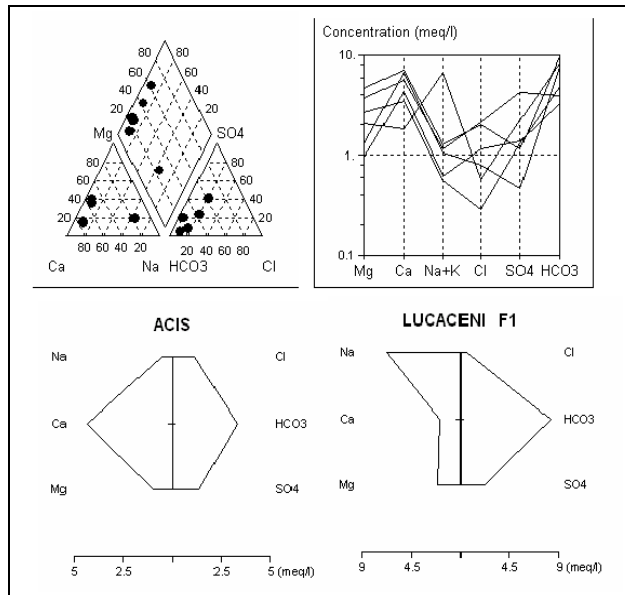 80 80
60 60
40 40
20 20
Mg SO4
80 80
60 60
40 40
20 20
80 60 40 20 20 40 60 80
Ca Na HCO3 Cl
Concentration (meq/l)
10.
1.0
0.1
Mg Ca Na+K Cl SO4 HCO3
ACIS
Na Cl
Ca HCO3
Mg SO4
5 2.5 2.5 5 (meq/l)
LUCACENI F1
Na Cl
Ca HCO3
Mg SO4
9 4.5 4.5 9 (meq/l)